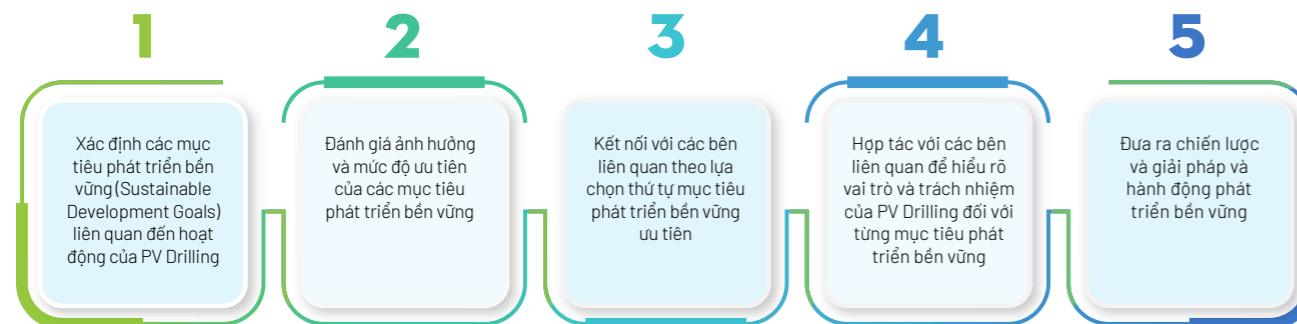 1
Xác định các mục
tiêu phát triển bền
vững (Sustainable
Development Goals)
liên quan đến hoạt
động của PV Drilling
2
Đánh giá ảnh hưởng
và mức độ ưu tiên
của các mục tiêu
phát triển bền vững
3
Kết nối với các bên
liên quan theo lựa
chọn thứ tự mục tiêu
phát triển bền vững
ưu tiên
4
Hợp tác với các bên
liên quan để hiểu rõ
vai trò và trách nhiệm
của PV Drilling đối với
từng mục tiêu phát
triển bền vững
5
Đưa ra chiến lược
và giải pháp và
hành động phát
triển bền vững